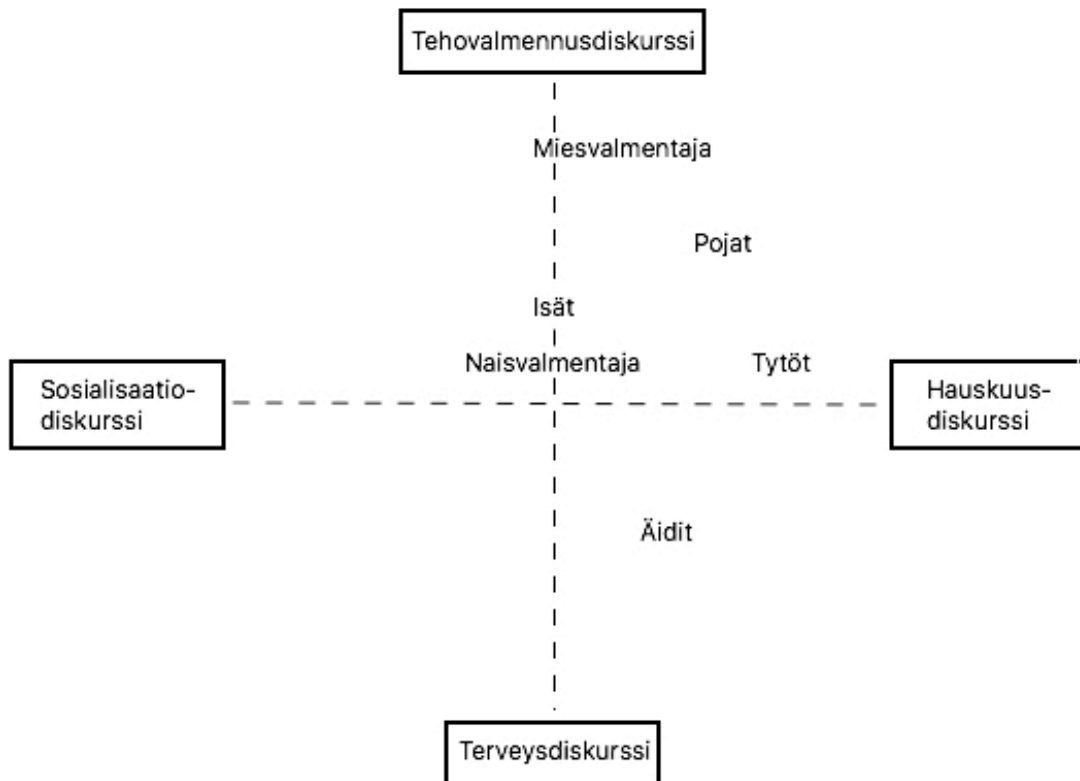 Tehovalmennusdiskurssi
Miesvalmentaja
Pojat
Isät
Naisvalmentaja
Tytöt
Sosialisaatio-
diskurssi
Hauskuus-
diskurssi
Äidit
Terveysdiskurssi